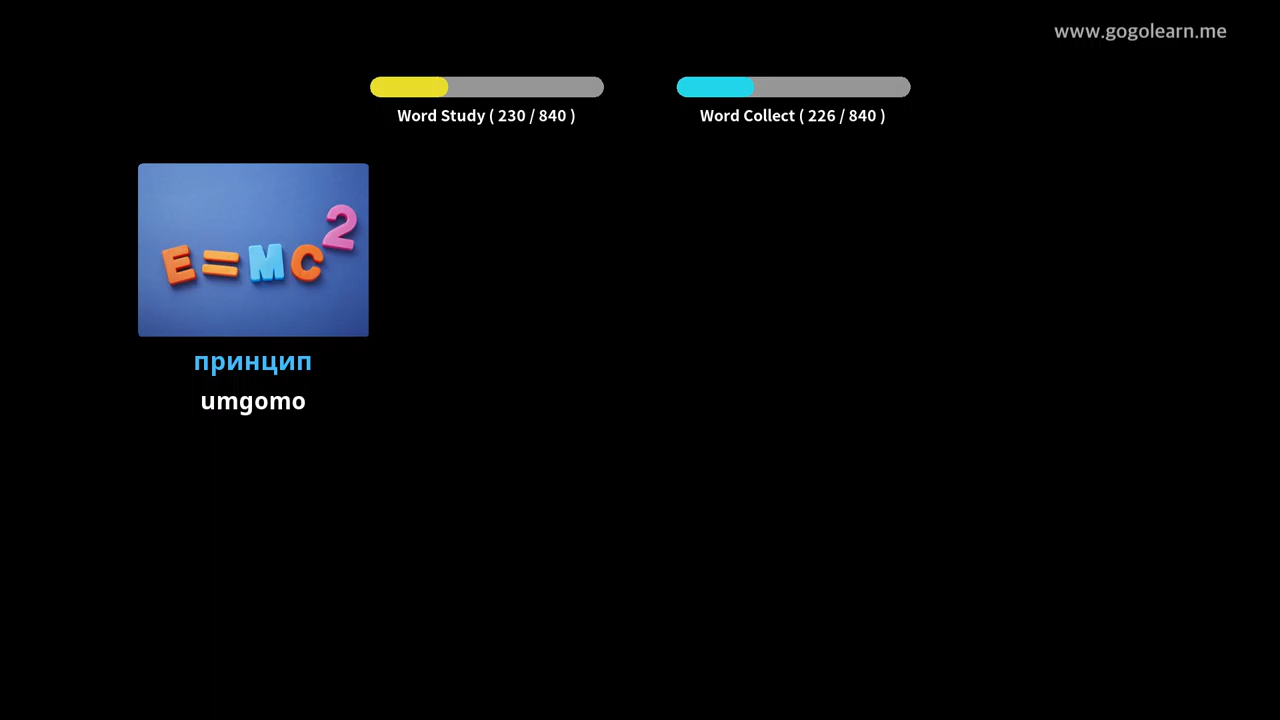 www.gogolearn.me
Word Study ( 230 / 840 )
Word Collect ( 226 / 840 )
E=MC²
принцип
umgomo